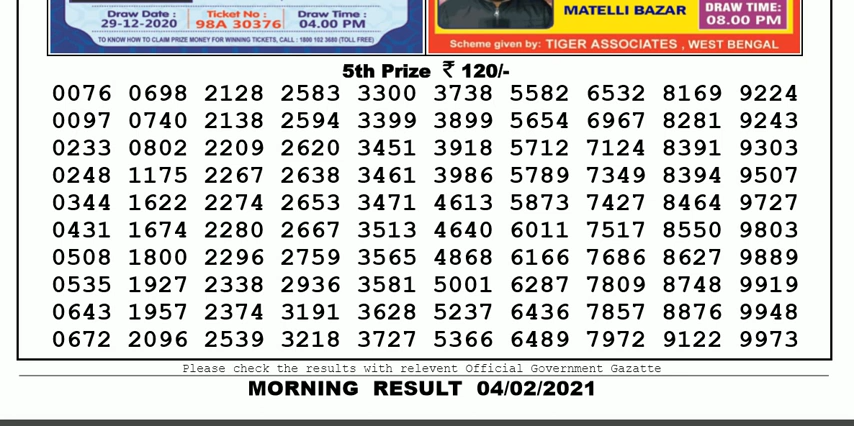 Draw Date : Ticket No : Draw Time :
29-12-2020 98A 30376 04.00 PM
TO KNOW HOW TO CLAIM PRIZE MONEY FOR WINNING TICKETS, CALL : 1800 102 3680 (TOLL FREE)
MATELLI BAZAR
DRAW TIME:
08.00 PM
Scheme given by: TIGER ASSOCIATES , WEST BENGAL
5th Prize ₹ 120/-
0076 0698 2128 2583 3300 3738 5582 6532 8169 9224
0097 0740 2138 2594 3399 3899 5654 6967 8281 9243
0233 0802 2209 2620 3451 3918 5712 7124 8391 9303
0248 1175 2267 2638 3461 3986 5789 7349 8394 9507
0344 1622 2274 2653 3471 4613 5873 7427 8464 9727
0431 1674 2280 2667 3513 4640 6011 7517 8550 9803
0508 1800 2296 2759 3565 4868 6166 7686 8627 9889
0535 1927 2338 2936 3581 5001 6287 7809 8748 9919
0643 1957 2374 3191 3628 5237 6436 7857 8876 9948
0672 2096 2539 3218 3727 5366 6489 7972 9122 9973
Please check the results with relevent Official Government Gazatte
MORNING RESULT 04/02/2021